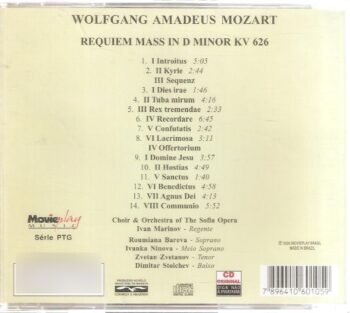 WOLFGANG AMADEUS MOZART
REQUIEM MASS IN D MINOR KV 626
1. I Introitus 5:05
2. II Kyrie 2:44
III Sequenz
3. I Dies irae 1:46
4. II Tuba mirum 4:16
5. III Rex tremendae 2:33
6. IV Recordare 6:45
7. V Confutatis 2:42
8. VI Lacrimosa 3:11
IV Offertorium
9. I Domine Jesu 3:57
10. II Hostias 4:49
11. V Sanctus 1:40
12. VI Benedictus 4:58
13. VII Agnus Dei 4:13
14. VIII Communio 5:52
Choir & Orchestra of The Sofia Opera
Ivan Marinov - Regente
Roumiana Bareva - Soprano
Ivanka Ninova - Meio Soprano
Zvetan Zvetanov - Tenor
Dimitar Stoichev - Baixo
Movieplay
MUSIC
Série PTG
CD
ORIGINAL
MADE IN BRAZIL
7896410601059